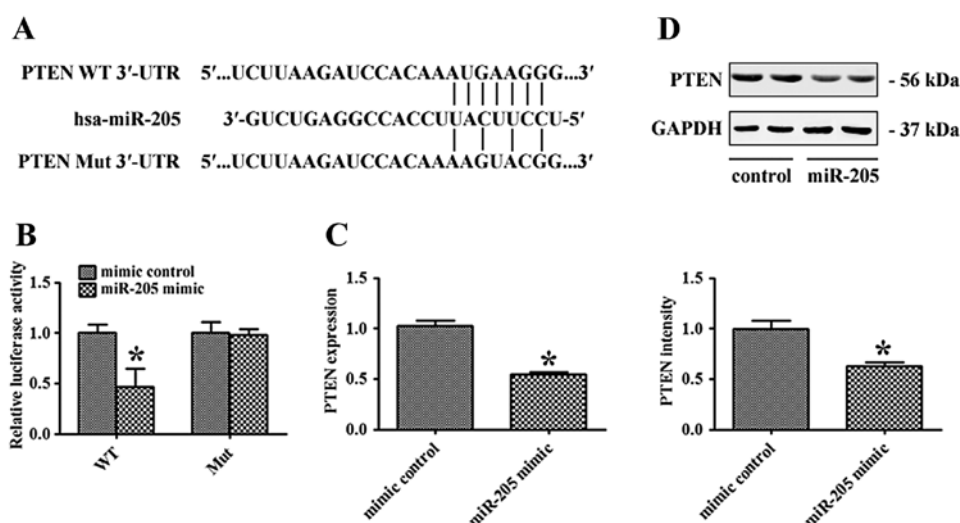 A
PTEN WT 3'-UTR 5'...UCUUAAGAUCCACAAAUGAAGGG...3'
hsa-miR-205 3'-GUCUGAGGCCACCUUACUUCCU-5'
PTEN Mut 3'-UTR 5'...UCUUAAGAUCCACAAAAGUACGG...3'
D
PTEN - 56 kDa
GAPDH - 37 kDa
control miR-205
B
mimic control
miR-205 mimic
Relative luciferase activity
1.5
1.0
0.5
0.0
*
WT
Mut
C
PTEN expression
1.5
1.0
0.5
0.0
*
mimic control
miR-205 mimic
PTEN intensity
1.5
1.0
0.5
0.0
*
mimic control
miR-205 mimic